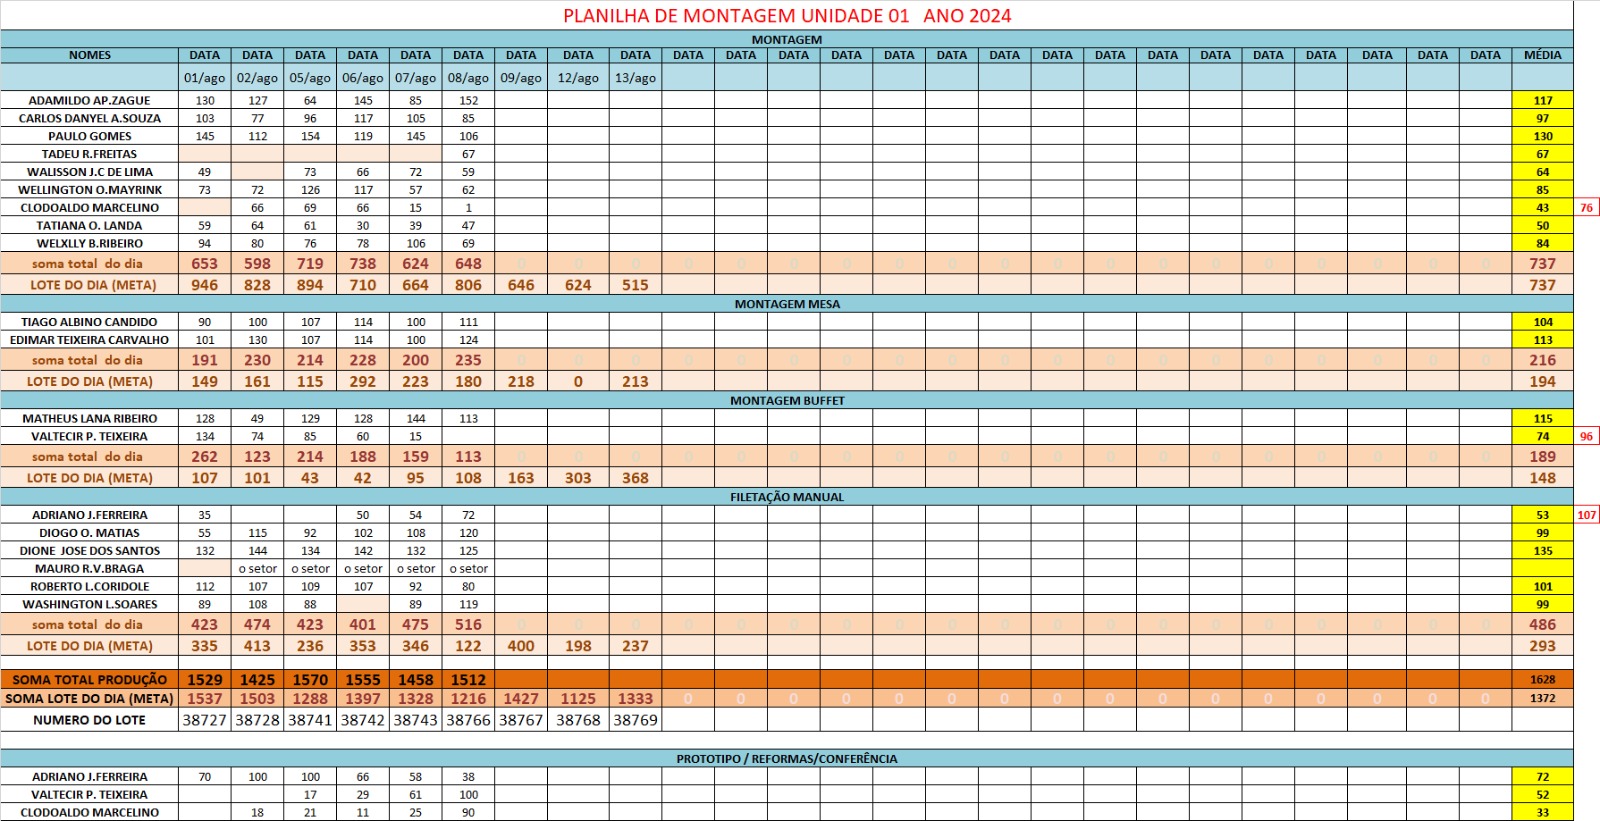 PLANILHA DE MONTAGEM UNIDADE 01 ANO 2024
MONTAGEM
NOMES DATA DATA DATA DATA DATA DATA DATA DATA DATA DATA DATA DATA DATA DATA DATA DATA DATA DATA DATA DATA DATA DATA DATA DATA DATA MÉDIA
01/ago 02/ago 05/ago 06/ago 07/ago 08/ago 09/ago 12/ago 13/ago
ADAMILDO AP.ZAGUE 130 127 64 145 85 152 117
CARLOS DANYEL A.SOUZA 103 77 96 117 105 85 97
PAULO GOMES 145 112 154 119 145 106 130
TADEU R.FREITAS 67 67
WALISSON J.C DE LIMA 49 73 66 72 59 64
WELLINGTON O.MAYRINK 73 72 126 117 57 62 85
CLODOALDO MARCELINO 66 69 66 15 1 43 76
TATIANA O. LANDA 59 64 61 30 39 47 50
WELXLLY B.RIBEIRO 94 80 76 78 106 69 84
soma total do dia 653 598 719 738 624 648 0 0 0 0 0 0 0 0 0 0 0 0 0 0 0 0 0 0 0 737
LOTE DO DIA (META) 946 828 894 710 664 806 646 624 515 737
MONTAGEM MESA
TIAGO ALBINO CANDIDO 90 100 107 114 100 111 104
EDIMAR TEIXEIRA CARVALHO 101 130 107 114 100 124 113
soma total do dia 191 230 214 228 200 235 0 0 0 0 0 0 0 0 0 0 0 0 0 0 0 0 0 0 0 216
LOTE DO DIA (META) 149 161 115 292 223 180 218 0 213 194
MONTAGEM BUFFET
MATHEUS LANA RIBEIRO 128 49 129 128 144 113 115
VALTECIR P. TEIXEIRA 134 74 85 60 15 74 96
soma total do dia 262 123 214 188 159 113 0 0 0 0 0 0 0 0 0 0 0 0 0 0 0 0 0 0 0 189
LOTE DO DIA (META) 107 101 43 42 95 108 163 303 368 148
FILETAÇÃO MANUAL
ADRIANO J.FERREIRA 35 50 54 72 53 107
DIOGO O. MATIAS 55 115 92 102 108 120 99
DIONE JOSE DOS SANTOS 132 144 134 142 132 125 135
MAURO R.V.BRAGA o setor o setor o setor o setor o setor
ROBERTO L.CORIDOLE 112 107 109 107 92 80 101
WASHINGTON L.SOARES 89 108 88 89 119 99
soma total do dia 423 474 423 401 475 516 0 0 0 0 0 0 0 0 0 0 0 0 0 0 0 0 0 0 0 486
LOTE DO DIA (META) 335 413 236 353 346 122 400 198 237 293
SOMA TOTAL PRODUÇÃO 1529 1425 1570 1555 1458 1512 1628
SOMA LOTE DO DIA (META) 1537 1503 1288 1397 1328 1216 1427 1125 1333 0 0 0 0 0 0 0 0 0 0 0 0 0 0 0 0 1372
NUMERO DO LOTE 38727 38728 38741 38742 38743 38766 38767 38768 38769
PROTOTIPO / REFORMAS/CONFERÊNCIA
ADRIANO J.FERREIRA 70 100 100 66 58 38 72
VALTECIR P. TEIXEIRA 17 29 61 100 52
CLODOALDO MARCELINO 18 21 11 25 90 33